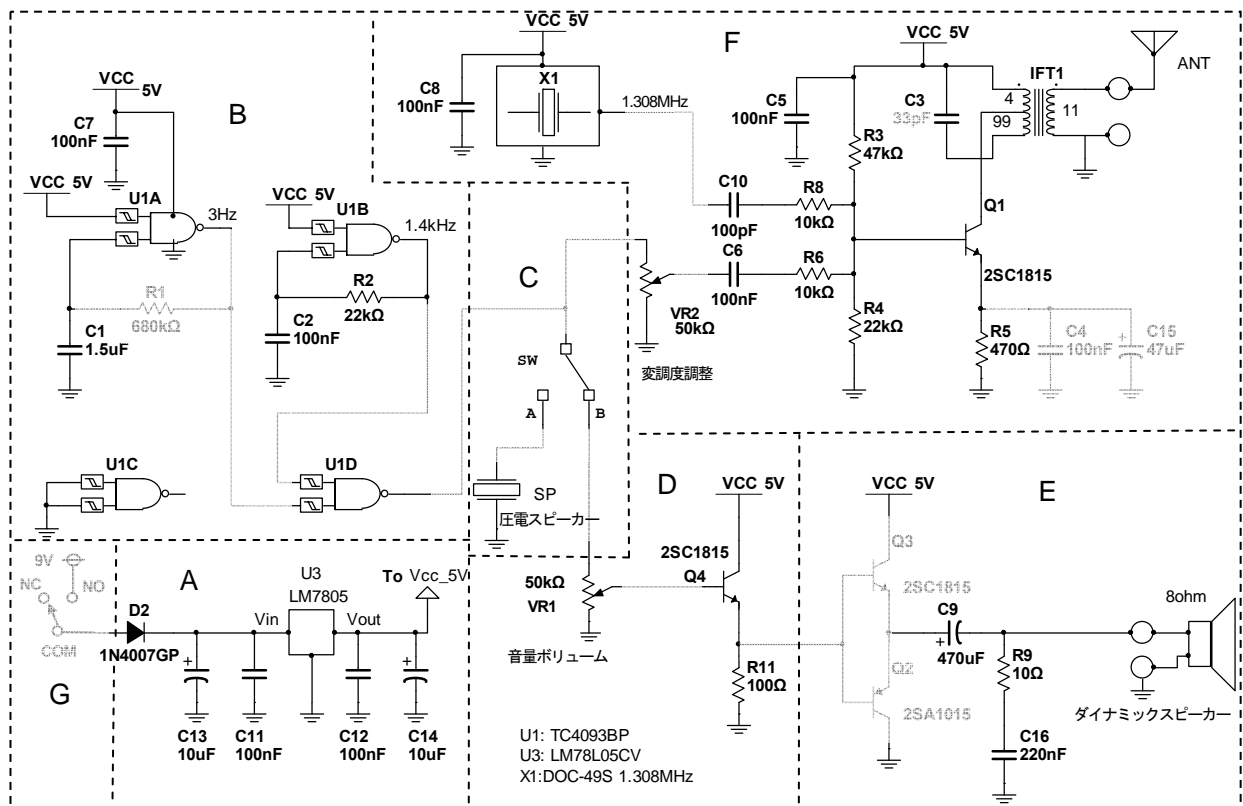 B
VCC
5V
C7
100nF
VCC 5V
U1A
3Hz
R1
680kΩ
C1
1.5uF
VCC 5V
U1B
1.4kHz
R2
22kΩ
C2
100nF
U1C
U1D
F
VCC 5V
X1
C8
100nF
1.308MHz
VCC 5V
C5
100nF
C3
33pF
IFT1
4
99
11
ANT
R3
47kΩ
C10
100pF
R8
10kΩ
Q1
2SC1815
C6
100nF
R6
10kΩ
VR2
50kΩ
変調度調整
R4
22kΩ
R5
470Ω
C4
100nF
+
C15
47uF
C
SW
A
B
SP
圧電スピーカー
G
9V
NC
NO
COM
A
D2
1N4007GP
Vin
U3
LM7805
Vout
To Vcc_5V
+
C13
10uF
C11
100nF
C12
100nF
+
C14
10uF
D
VCC 5V
2SC1815
Q4
50kΩ
VR1
音量ボリューム
R11
100Ω
U1: TC4093BP
U3: LM78L05CV
X1:DOC-49S 1.308MHz
E
VCC 5V
Q3
2SC1815
Q2
2SA1015
C9
+
470uF
R9
10Ω
C16
220nF
8ohm
ダイナミックスピーカー